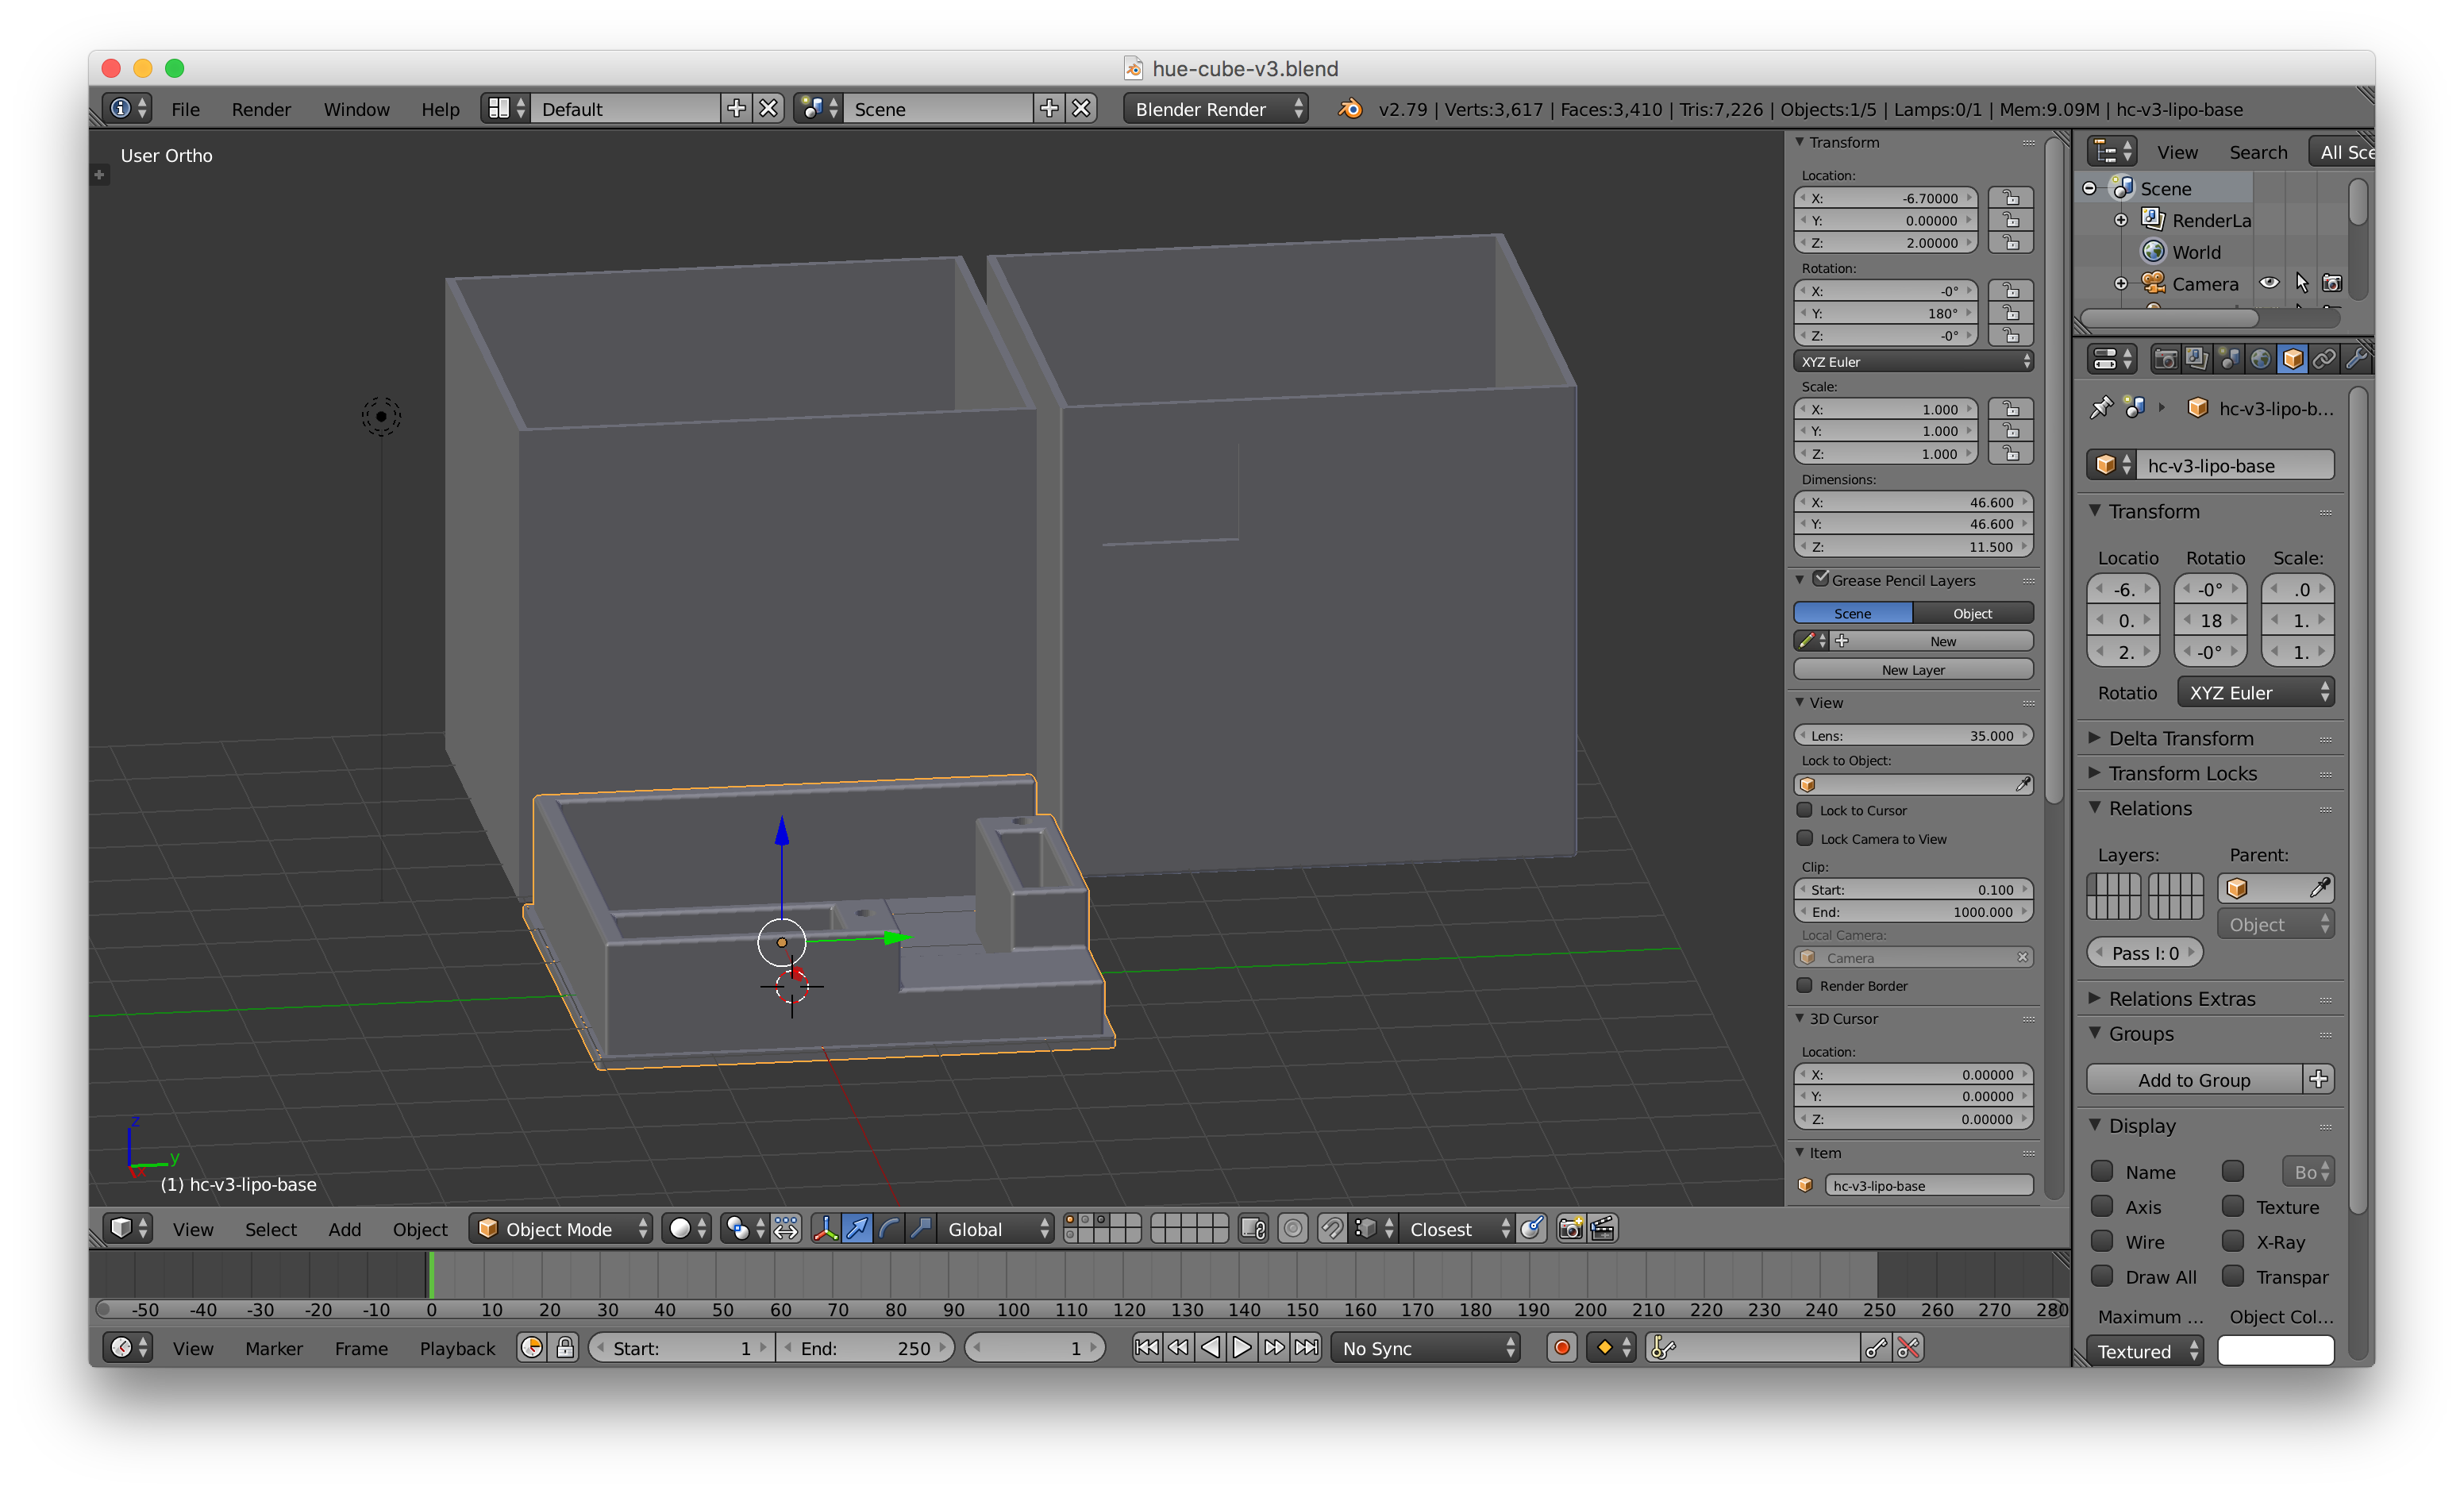 hue-cube-v3.blend
File Render Window Help Default Scene Blender Render v2.79 | Verts:3,617 | Faces:3,410 | Tris:7,226 | Objects:1/5 | Lamps:0/1 | Mem:9.09M | hc-v3-lipo-base
User Ortho
z
y
x
(1) hc-v3-lipo-base
Transform
Location:
X: -6.70000
Y: 0.00000
Z: 2.00000
Rotation:
X: -0°
Y: 180°
Z: -0°
XYZ Euler
Scale:
X: 1.000
Y: 1.000
Z: 1.000
Dimensions:
X: 46.600
Y: 46.600
Z: 11.500
Grease Pencil Layers
Scene Object
New
New Layer
View
Lens: 35.000
Lock to Object:
Lock to Cursor
Lock Camera to View
Clip:
Start: 0.100
End: 1000.000
Local Camera:
Camera
Render Border
3D Cursor
Location:
X: 0.00000
Y: 0.00000
Z: 0.00000
Item
hc-v3-lipo-base
View Search All Sce
Scene
RenderLa
World
Camera
hc-v3-lipo-b...
hc-v3-lipo-base
Transform
Locatio Rotatio Scale:
-6. -0° .0
0. 18 1.
2. -0° 1.
Rotatio XYZ Euler
Delta Transform
Transform Locks
Relations
Layers: Parent:
Object
Pass I: 0
Relations Extras
Groups
Add to Group
Display
Name Bo
Axis Texture
Wire X-Ray
Draw All Transpar
Maximum ... Object Col...
Textured
View Select Add Object Object Mode Global Closest
-50 -40 -30 -20 -10 0 10 20 30 40 50 60 70 80 90 100 110 120 130 140 150 160 170 180 190 200 210 220 230 240 250 260 270 280
View Marker Frame Playback Start: 1 End: 250 1 No Sync